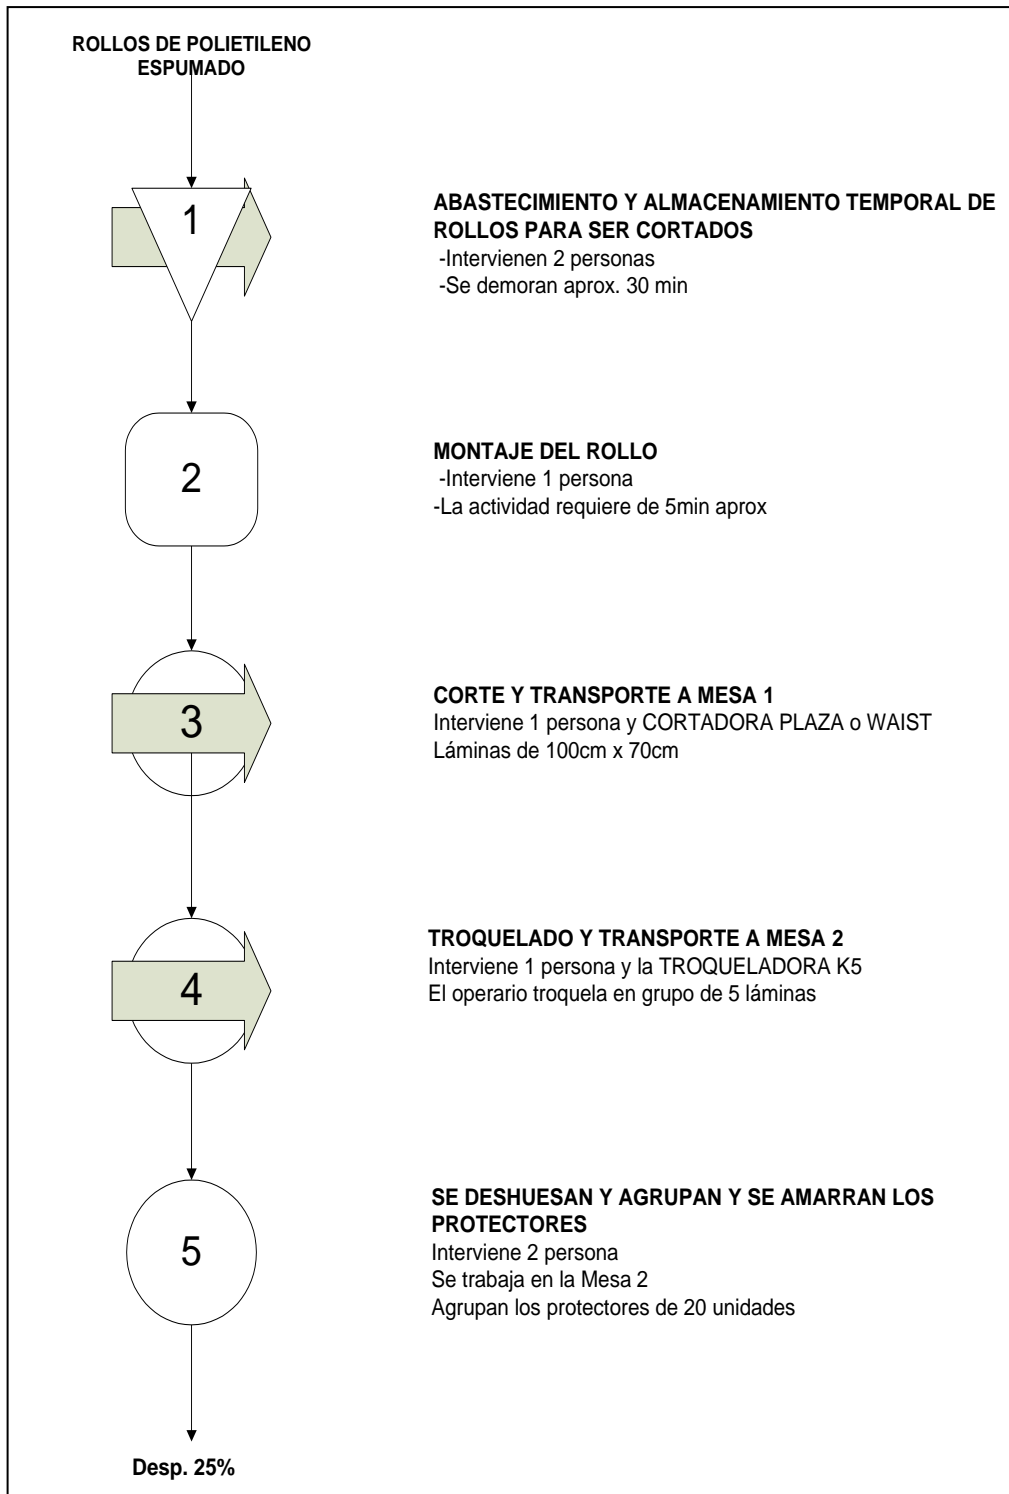 ROLLOS DE POLIETILENO
ESPUMADO
1
ABASTECIMIENTO Y ALMACENAMIENTO TEMPORAL DE
ROLLOS PARA SER CORTADOS
-Intervienen 2 personas
-Se demoran aprox. 30 min
2
MONTAJE DEL ROLLO
-Interviene 1 persona
-La actividad requiere de 5min aprox
3
CORTE Y TRANSPORTE A MESA 1
Interviene 1 persona y CORTADORA PLAZA o WAIST
Láminas de 100cm x 70cm
4
TROQUELADO Y TRANSPORTE A MESA 2
Interviene 1 persona y la TROQUELADORA K5
El operario troquela en grupo de 5 láminas
5
SE DESHUESAN Y AGRUPAN Y SE AMARRAN LOS
PROTECTORES
Interviene 2 persona
Se trabaja en la Mesa 2
Agrupan los protectores de 20 unidades
Desp. 25%